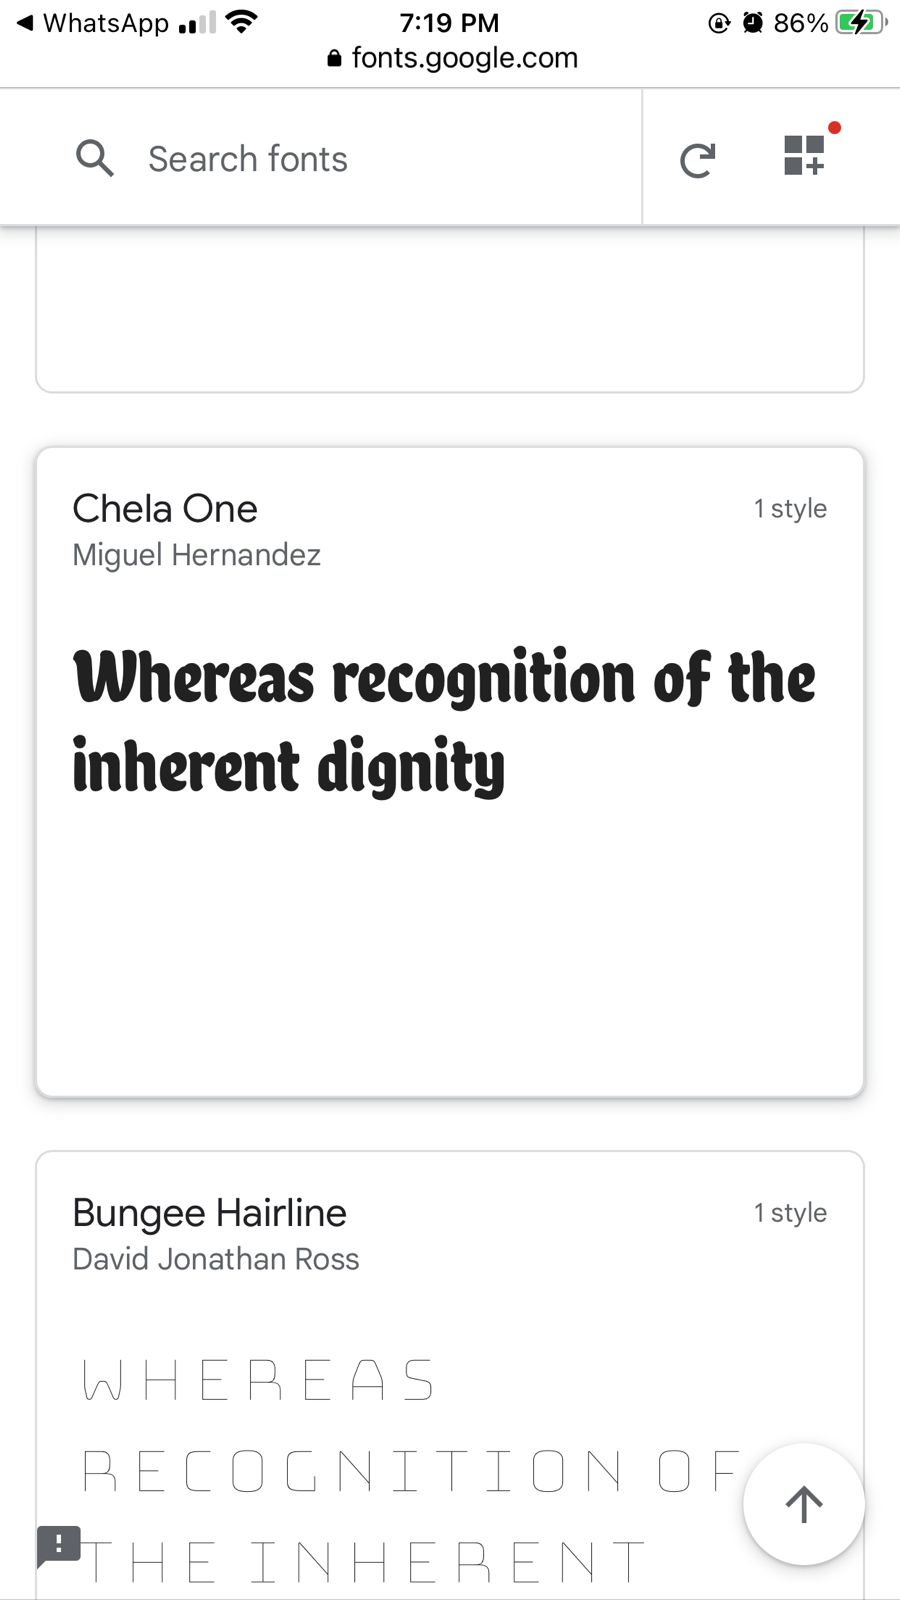 WhatsApp 7:19 PM 86%
fonts.google.com
Search fonts
Chela One 1 style
Miguel Hernandez
Whereas recognition of the
inherent dignity
Bungee Hairline 1 style
David Jonathan Ross
WHEREAS
RECOGNITION OF
THE INHERENT